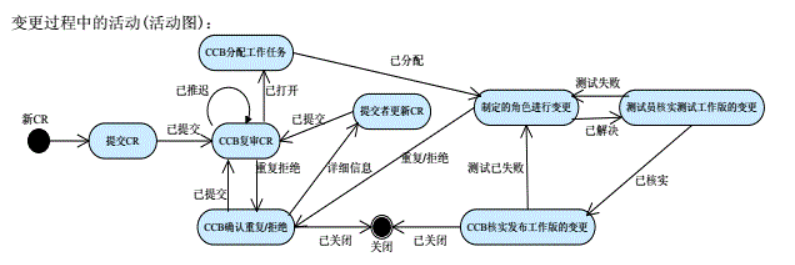 变更过程中的活动(活动图)：
CCB分配工作任务
已分配
已推迟
已打开
测试失败
新CR
提交CR
已提交
CCB复审CR
已提交
提交者更新CR
制定的角色进行变更
测试员核实测试工作版的变更
已解决
重复拒绝
详细信息
重复/拒绝
测试已失败
已核实
已提交
CCB确认重复/拒绝
已关闭
关闭
已关闭
CCB核实发布工作版的变更